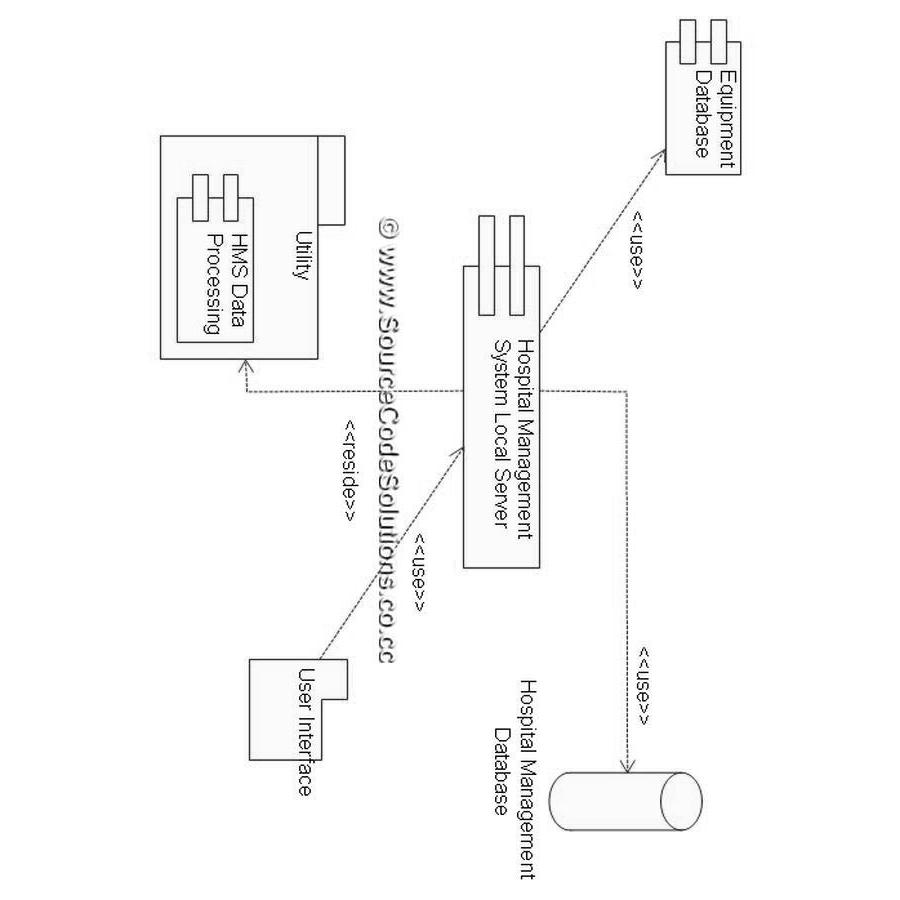 Equipment
Database
<<use>>
<<use>>
Hospital Management
Database
Hospital Management
System Local Server
© www.SourceCodeSolutions.co.cc
<<use>>
<<reside>>
Utility
HMS Data
Processing
User Interface